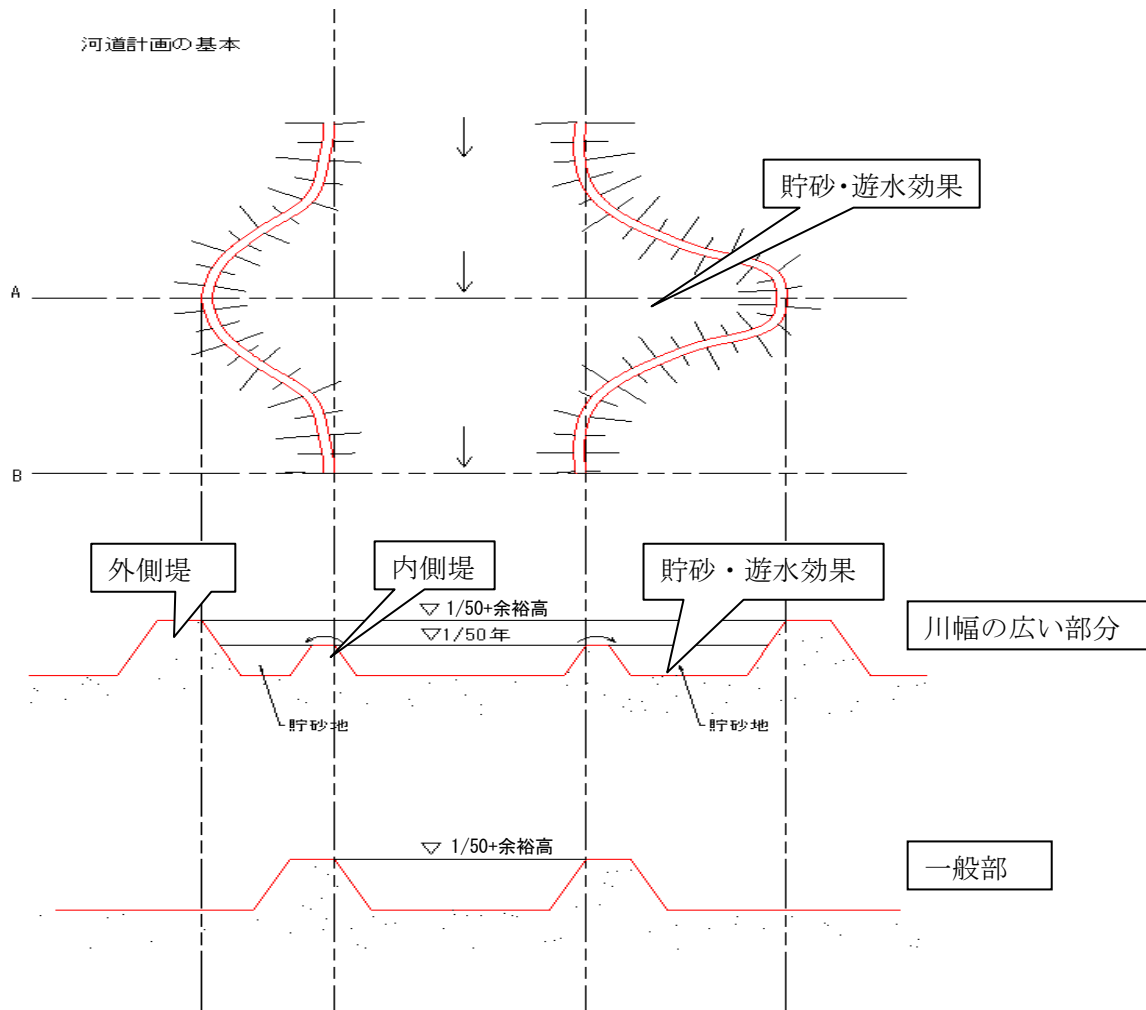 河道計画の基本
貯砂・遊水効果
A
B
外側堤
内側堤
貯砂・遊水効果
▽ 1/50+余裕高
▽1/50年
川幅の広い部分
貯砂地
貯砂地
▽ 1/50+余裕高
一般部